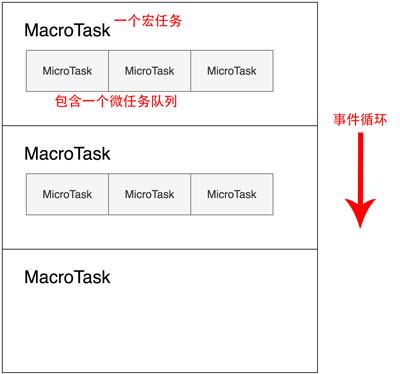 MacroTask 一个宏任务
MicroTask MicroTask MicroTask
包含一个微任务队列
事件循环
MacroTask
MicroTask MicroTask MicroTask
MacroTask